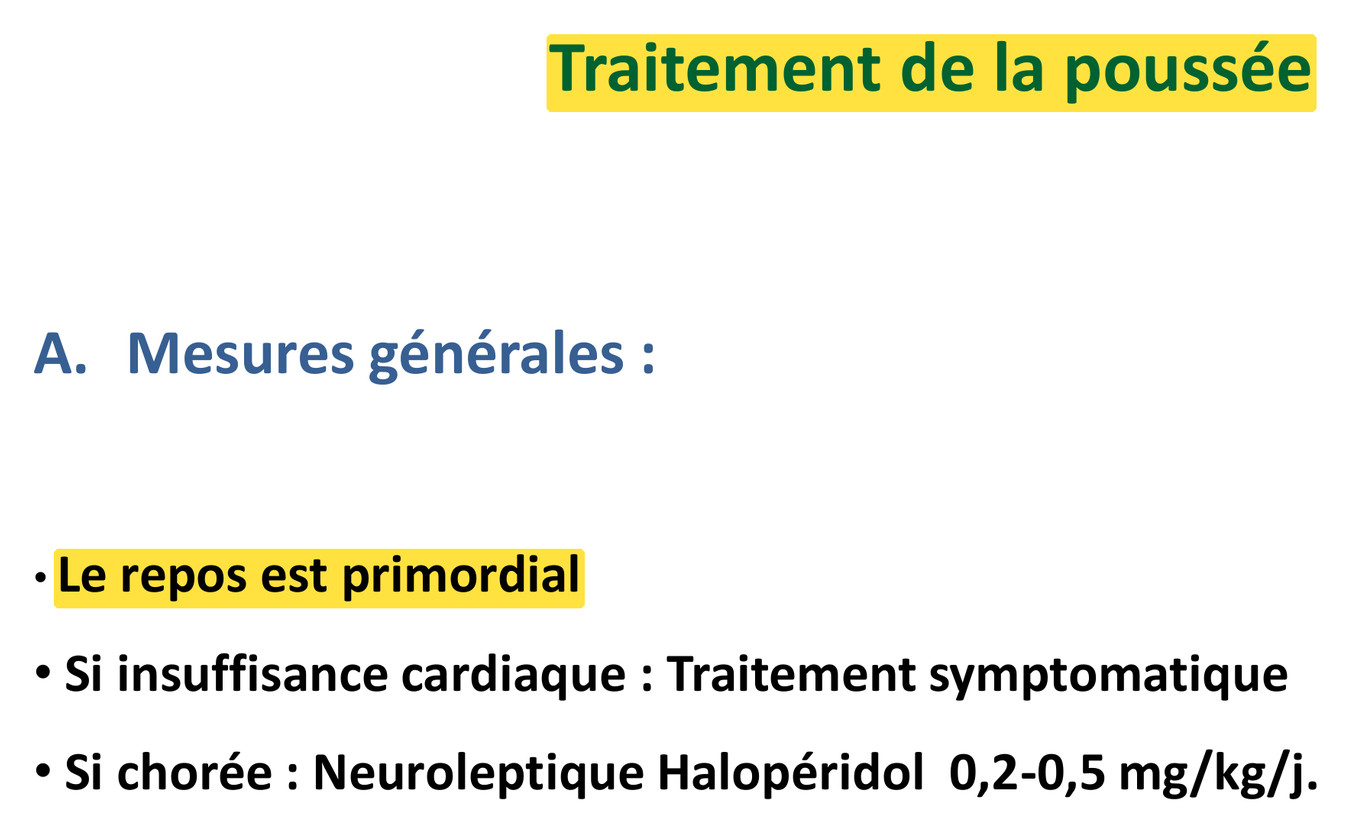 Traitement de la poussée
A. Mesures générales :
• Le repos est primordial
• Si insuffisance cardiaque : Traitement symptomatique
• Si chorée : Neuroleptique Halopéridol 0,2-0,5 mg/kg/j.